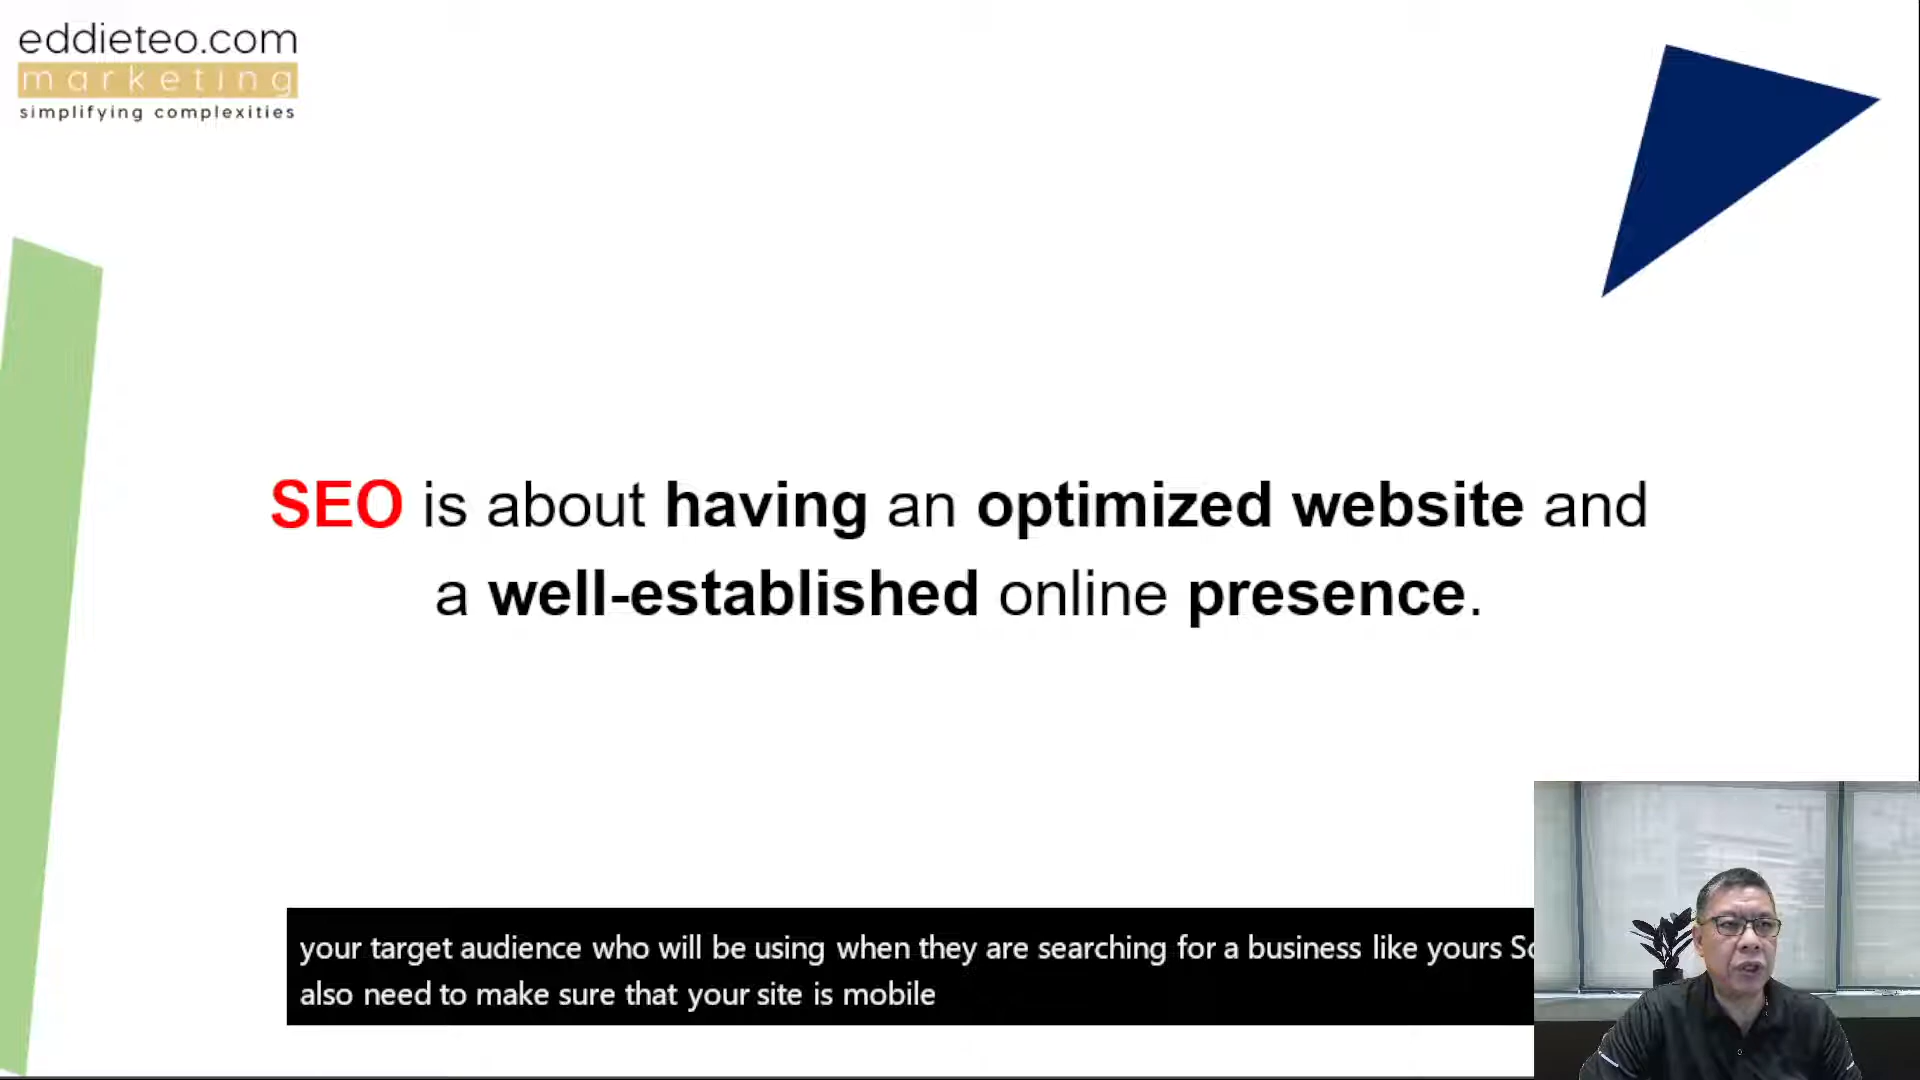 eddieteo.com
marketing
simplifying complexities
SEO is about having an optimized website and
a well-established online presence.
your target audience who will be using when they are searching for a business like yours
also need to make sure that your site is mobile